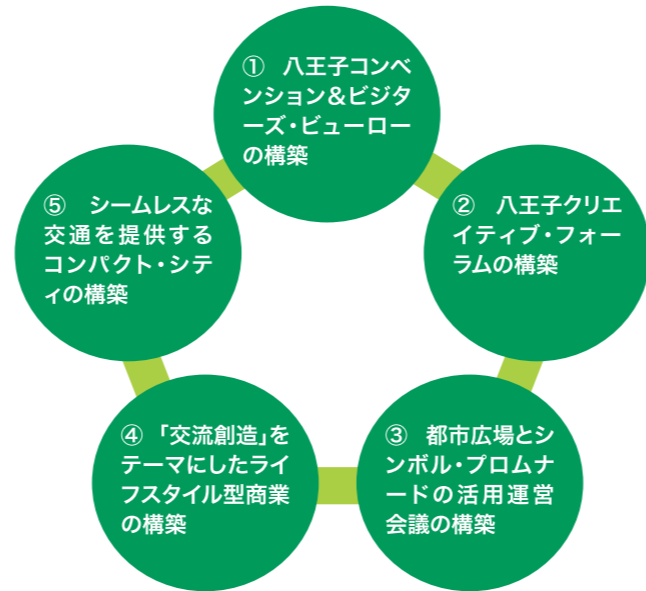 ① 八王子コンベ
ンション&ビジタ
ーズ・ビューロー
の構築
② 八王子クリエ
イティブ・フォー
ラムの構築
③ 都市広場とシ
ンボル・プロムナ
ードの活用運営
会議の構築
④ 「交流創造」を
テーマにしたライ
フスタイル型商業
の構築
⑤ シームレスな
交通を提供する
コンパクト・シテ
ィの構築